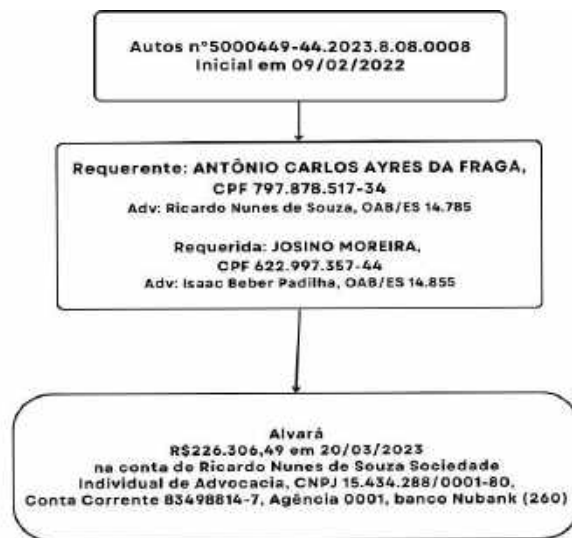 Autos nº5000449-44.2023.8.08.0008
Inicial em 09/02/2022
Requerente: ANTÔNIO CARLOS AYRES DA FRAGA,
CPF 797.878.517-34
Adv: Ricardo Nunes de Souza, OAB/ES 14.785
Requerida: JOSINO MOREIRA,
CPF 622.997.357-44
Adv: Isaac Beber Padilha, OAB/ES 14.855
Alvará
R$226.306,49 em 20/03/2023
na conta de Ricardo Nunes de Souza Sociedade
Individual de Advocacia, CNPJ 15.434.288/0001-80,
Conta Corrente 83498814-7, Agência 0001, banco Nubank (260)